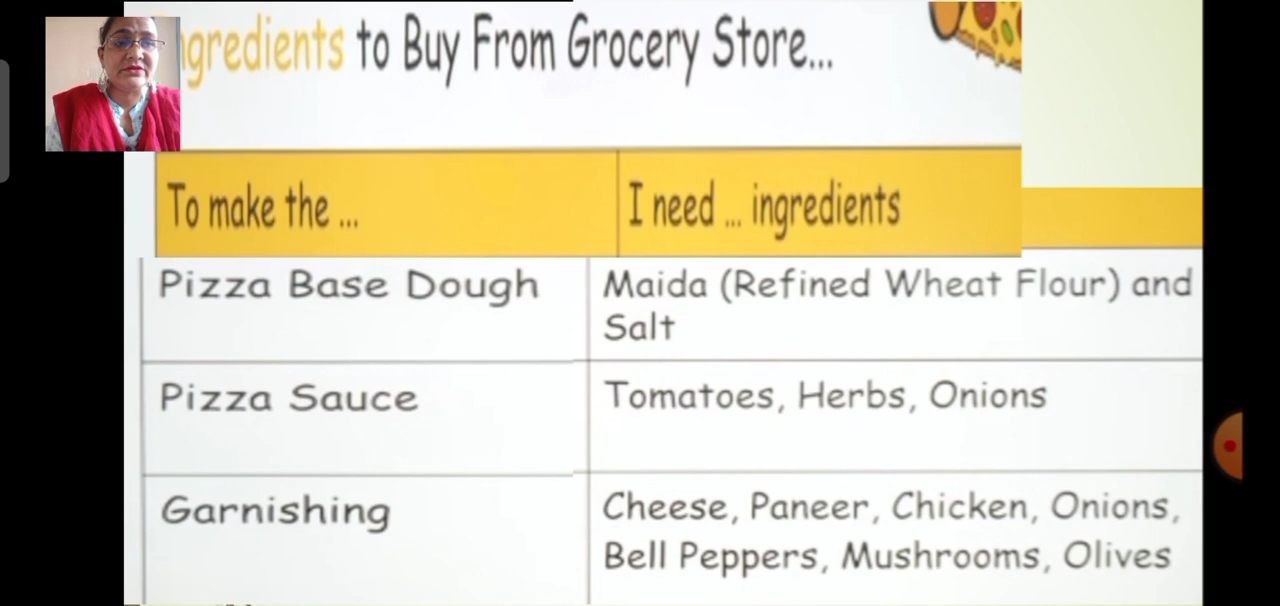 ngredients to Buy From Grocery Store...
To make the ...
I need ... ingredients
Pizza Base Dough
Maida (Refined Wheat Flour) and
Salt
Pizza Sauce
Tomatoes, Herbs, Onions
Garnishing
Cheese, Paneer, Chicken, Onions,
Bell Peppers, Mushrooms, Olives